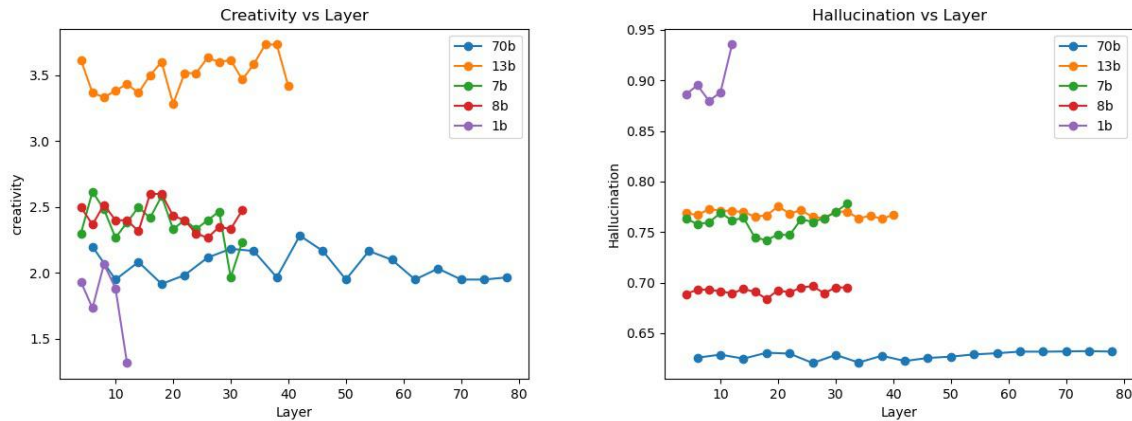 Creativity vs Layer
creativity
3.5
3.0
2.5
2.0
1.5
70b
13b
7b
8b
1b
10 20 30 40 50 60 70 80
Layer
Hallucination vs Layer
Hallucination
0.95
0.90
0.85
0.80
0.75
0.70
0.65
70b
13b
7b
8b
1b
10 20 30 40 50 60 70 80
Layer